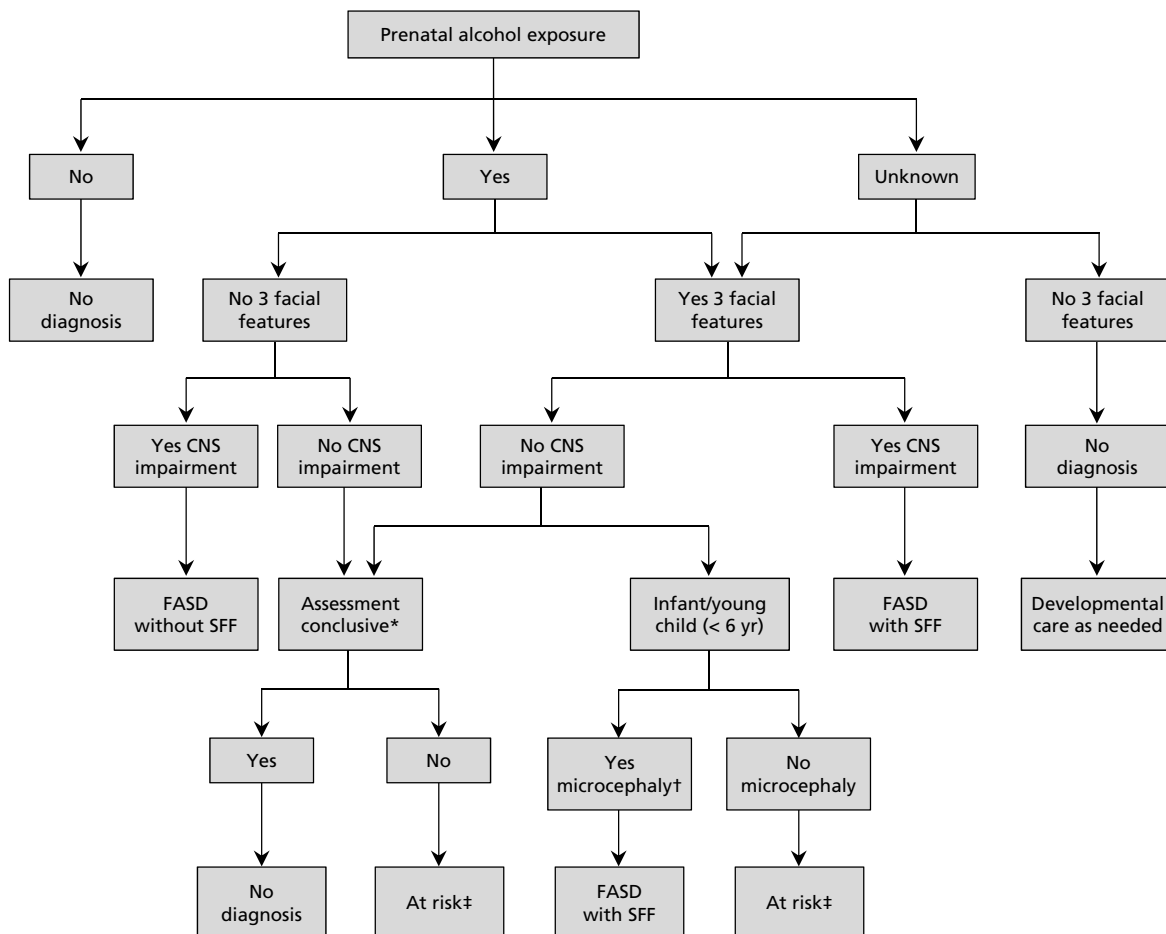 Prenatal alcohol exposure
No
Yes
Unknown
No
diagnosis
No 3 facial
features
Yes 3 facial
features
No 3 facial
features
Yes CNS
impairment
No CNS
impairment
No CNS
impairment
Yes CNS
impairment
No
diagnosis
FASD
without SFF
Assessment
conclusive*
Infant/young
child (< 6 yr)
FASD
with SFF
Developmental
care as needed
Yes
No
Yes
microcephaly†
No
microcephaly
No
diagnosis
At risk‡
FASD
with SFF
At risk‡